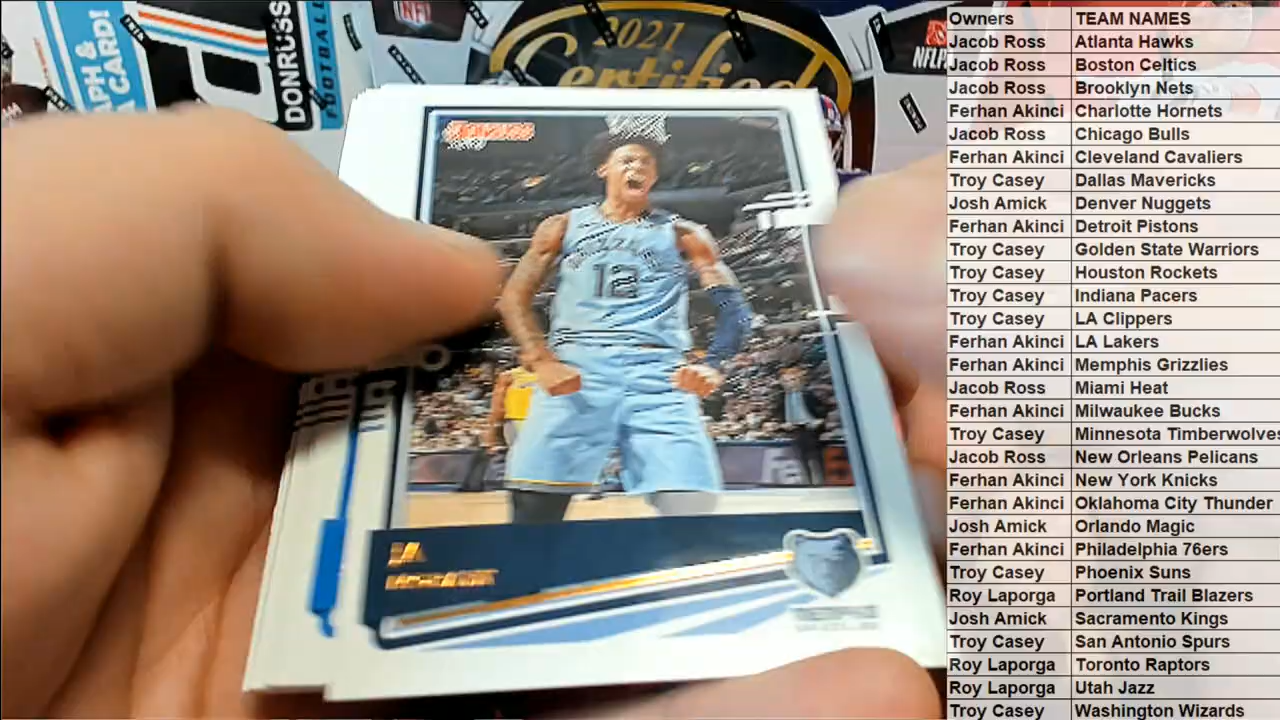 NFL
2021
Certified
DONRUSS
FOOTBALL
NFLP
APH &
CARD!
Donruss
12
JA
Owners TEAM NAMES
Jacob Ross Atlanta Hawks
Jacob Ross Boston Celtics
Jacob Ross Brooklyn Nets
Ferhan Akinci Charlotte Hornets
Jacob Ross Chicago Bulls
Ferhan Akinci Cleveland Cavaliers
Troy Casey Dallas Mavericks
Josh Amick Denver Nuggets
Ferhan Akinci Detroit Pistons
Troy Casey Golden State Warriors
Troy Casey Houston Rockets
Troy Casey Indiana Pacers
Troy Casey LA Clippers
Ferhan Akinci LA Lakers
Ferhan Akinci Memphis Grizzlies
Jacob Ross Miami Heat
Ferhan Akinci Milwaukee Bucks
Troy Casey Minnesota Timberwolves
Jacob Ross New Orleans Pelicans
Ferhan Akinci New York Knicks
Ferhan Akinci Oklahoma City Thunder
Josh Amick Orlando Magic
Ferhan Akinci Philadelphia 76ers
Troy Casey Phoenix Suns
Roy Laporga Portland Trail Blazers
Josh Amick Sacramento Kings
Troy Casey San Antonio Spurs
Roy Laporga Toronto Raptors
Roy Laporga Utah Jazz
Troy Casey Washington Wizards